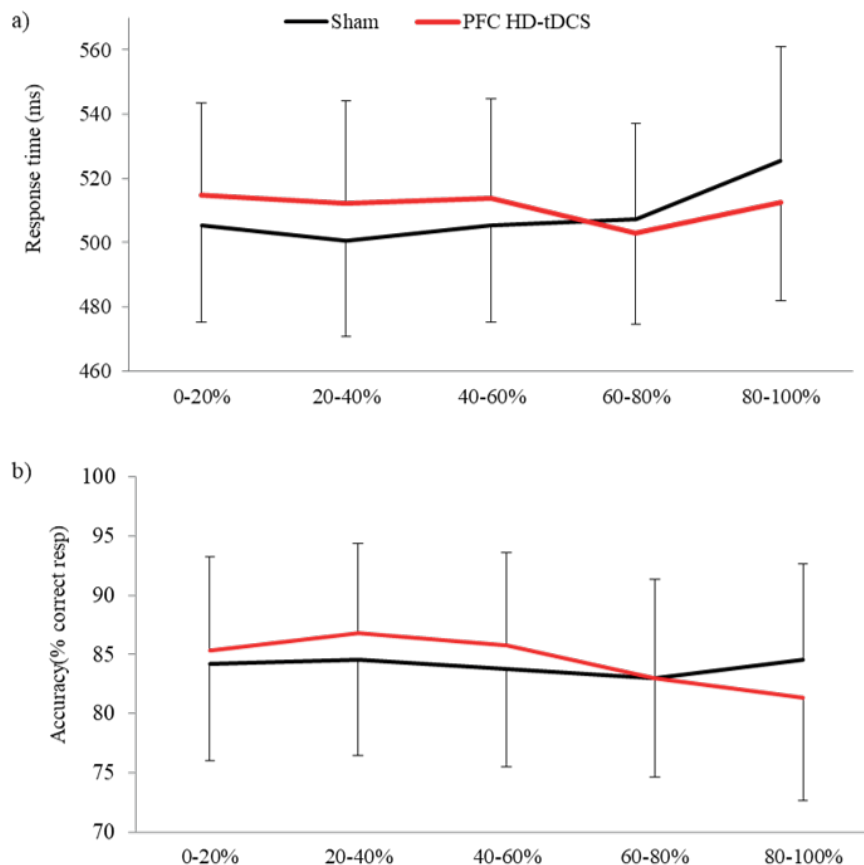 a)
Sham PFC HD-tDCS
Response time (ms)
560
540
520
500
480
460
0-20% 20-40% 40-60% 60-80% 80-100%
b)
Accuracy(% correct resp)
100
95
90
85
80
75
70
0-20% 20-40% 40-60% 60-80% 80-100%